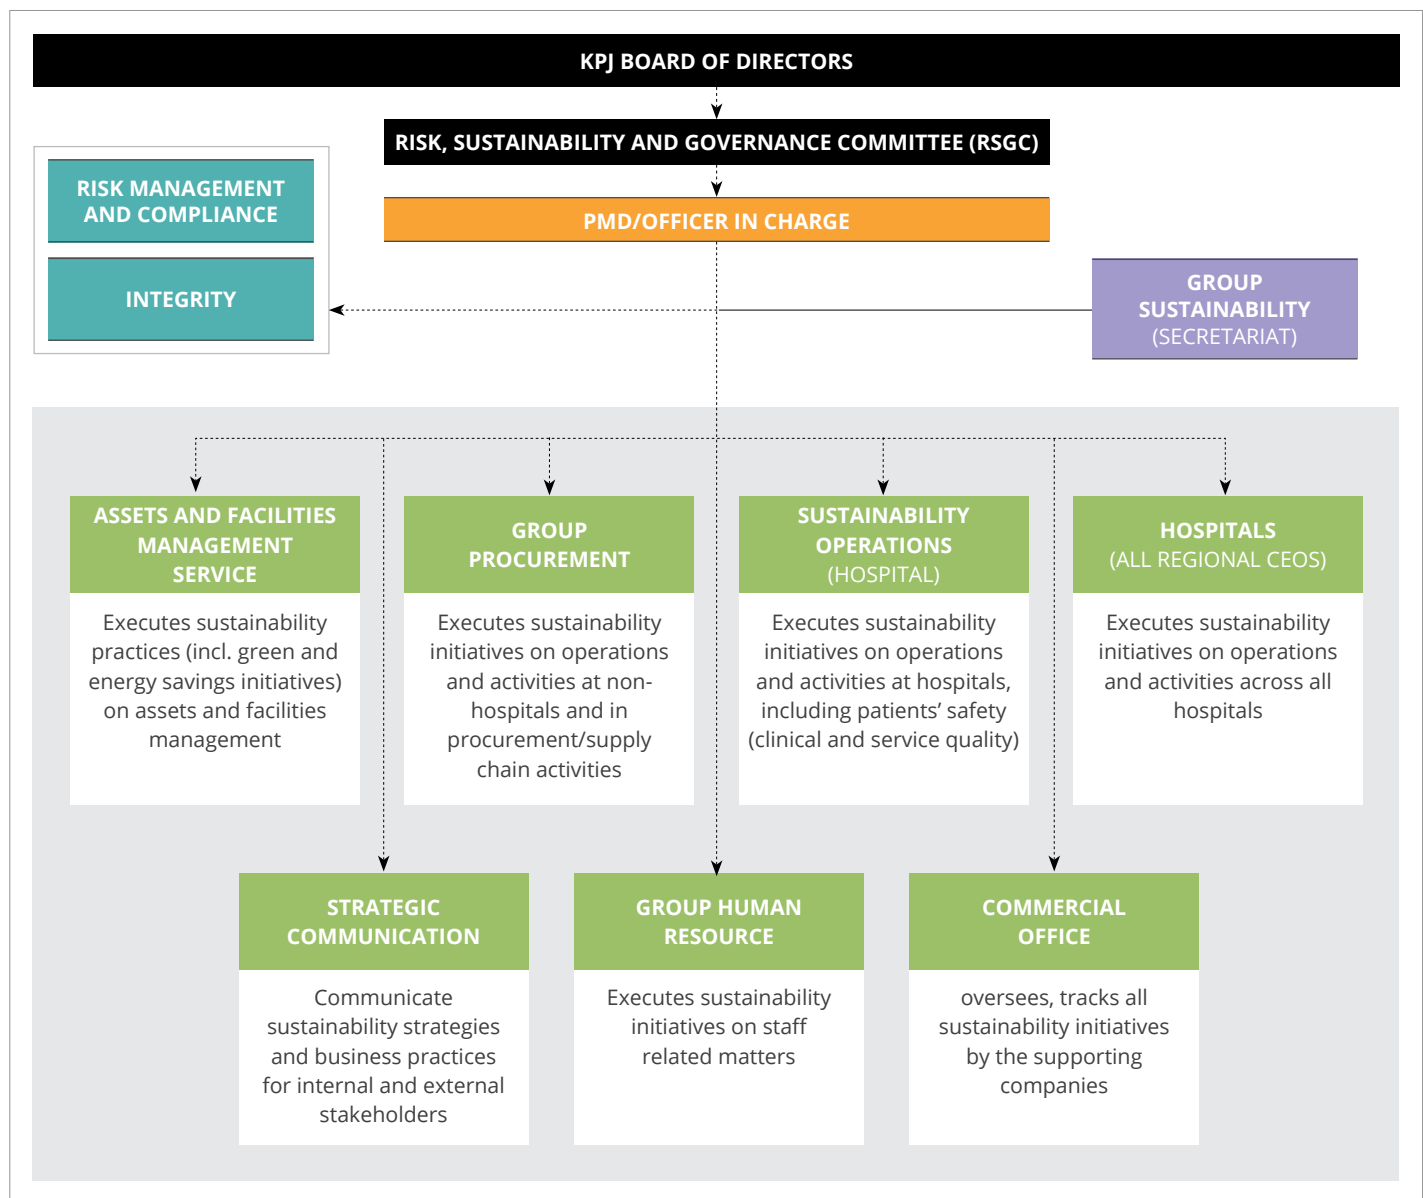 KPJ BOARD OF DIRECTORS
RISK, SUSTAINABILITY AND GOVERNANCE COMMITTEE (RSGC)
PMD/OFFICER IN CHARGE
RISK MANAGEMENT
AND COMPLIANCE
INTEGRITY
GROUP
SUSTAINABILITY
(SECRETARIAT)
ASSETS AND FACILITIES
MANAGEMENT
SERVICE
Executes sustainability
practices (incl. green and
energy savings initiatives)
on assets and facilities
management
GROUP
PROCUREMENT
Executes sustainability
initiatives on operations
and activities at non-
hospitals and in
procurement/supply
chain activities
SUSTAINABILITY
OPERATIONS
(HOSPITAL)
Executes sustainability
initiatives on operations
and activities at hospitals,
including patients’ safety
(clinical and service quality)
HOSPITALS
(ALL REGIONAL CEOS)
Executes sustainability
initiatives on operations
and activities across all
hospitals
STRATEGIC
COMMUNICATION
Communicate
sustainability strategies
and business practices
for internal and external
stakeholders
GROUP HUMAN
RESOURCE
Executes sustainability
initiatives on staff
related matters
COMMERCIAL
OFFICE
oversees, tracks all
sustainability initiatives
by the supporting
companies